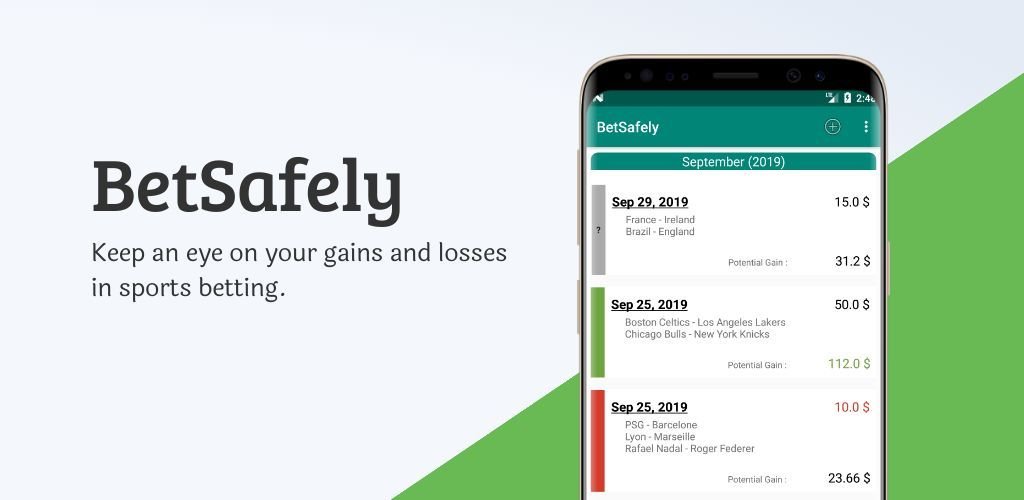 BetSafely
Keep an eye on your gains and losses
in sports betting.
LTE
BetSafely
September (2019)
?
Sep 29, 2019 15.0 $
France - Ireland
Brazil - England
Potential Gain : 31.2 $
Sep 25, 2019 50.0 $
Boston Celtics - Los Angeles Lakers
Chicago Bulls - New York Knicks
Potential Gain : 112.0 $
Sep 25, 2019 10.0 $
PSG - Barcelone
Lyon - Marseille
Rafael Nadal - Roger Federer
Potential Gain : 23.66 $